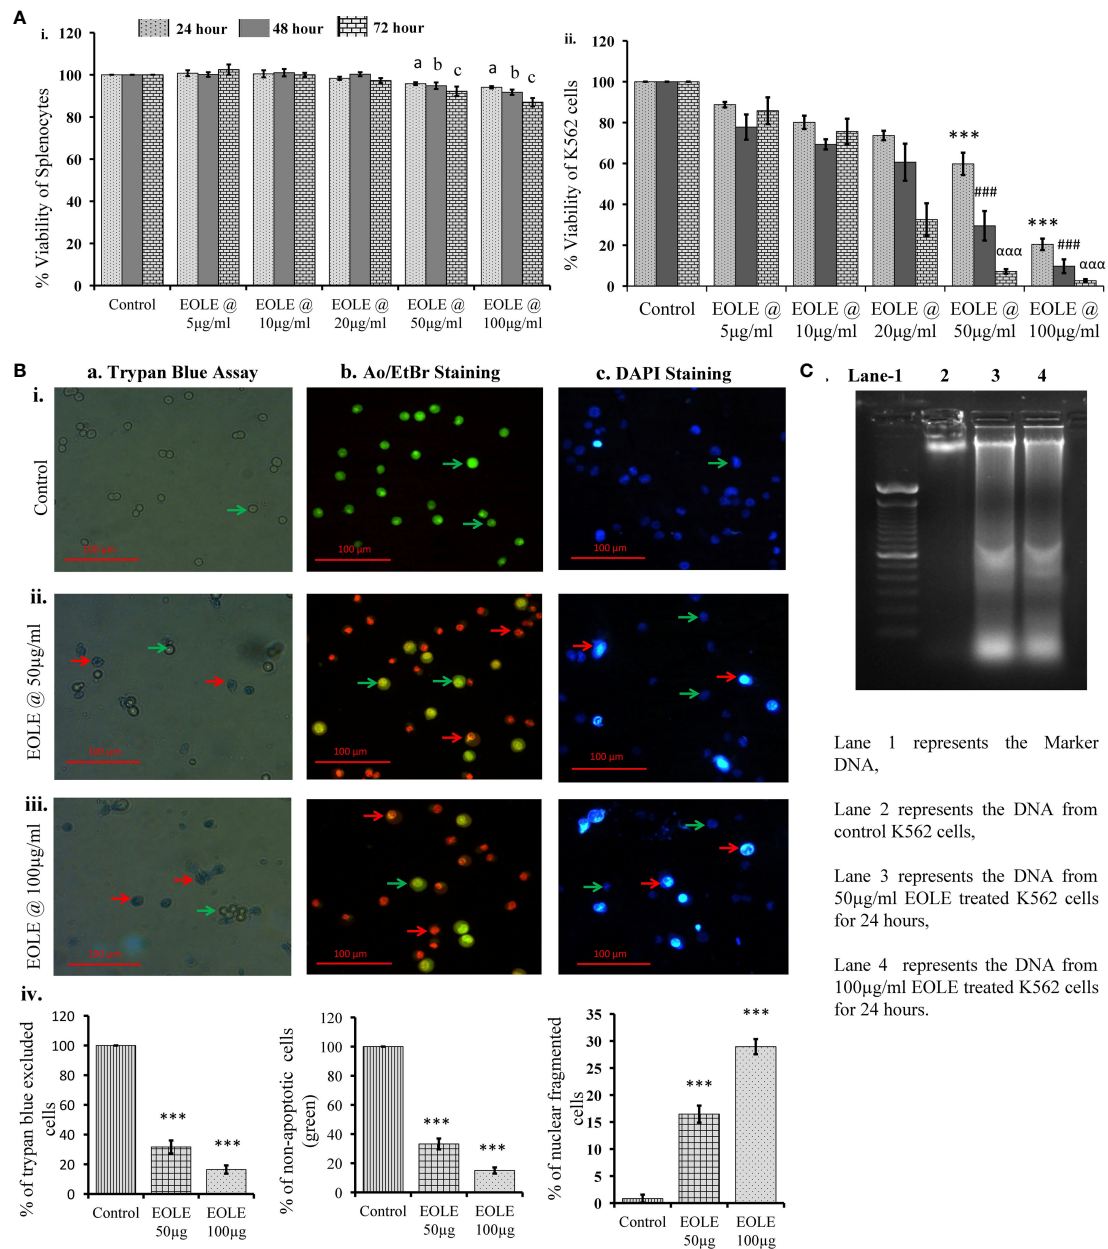 A
i.
24 hour
48 hour
72 hour
% Viability of Splenocytes
120
100
80
60
40
20
0
a b c
a b c
Control
EOLE @ 5µg/ml
EOLE @ 10µg/ml
EOLE @ 20µg/ml
EOLE @ 50µg/ml
EOLE @ 100µg/ml
ii.
% Viability of K562 cells
120
100
80
60
40
20
0
***
###
ααα
***
###
ααα
Control
EOLE @ 5µg/ml
EOLE @ 10µg/ml
EOLE @ 20µg/ml
EOLE @ 50µg/ml
EOLE @ 100µg/ml
B
a. Trypan Blue Assay
b. Ao/EtBr Staining
c. DAPI Staining
i.
Control
100 µm
100 µm
100 µm
ii.
EOLE @ 50µg/ml
100 µm
100 µm
100 µm
iii.
EOLE @ 100µg/ml
100 µm
100 µm
100 µm
iv.
% of trypan blue excluded cells
120
100
80
60
40
20
0
***
***
Control
EOLE 50µg
EOLE 100µg
% of non-apoptotic cells (green)
120
100
80
60
40
20
0
***
***
Control
EOLE 50µg
EOLE 100µg
% of nuclear fragmented cells
35
30
25
20
15
10
5
0
***
***
Control
EOLE 50µg
EOLE 100µg
C
. Lane-1 2 3 4
Lane 1 represents the Marker
DNA,
Lane 2 represents the DNA from
control K562 cells,
Lane 3 represents the DNA from
50µg/ml EOLE treated K562 cells
for 24 hours,
Lane 4 represents the DNA from
100µg/ml EOLE treated K562 cells
for 24 hours.